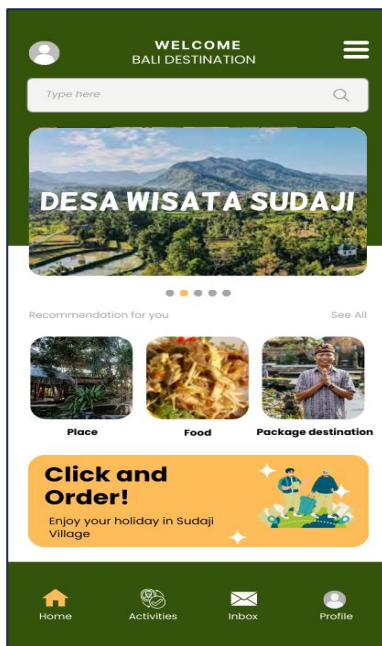 WELCOME
BALI DESTINATION
Type here
DESA WISATA SUDAJI
Recommendation for you
See All
Place
Food
Package destination
Click and
Order!
Enjoy your holiday in Sudaji
Village
Home
Activities
Inbox
Profile